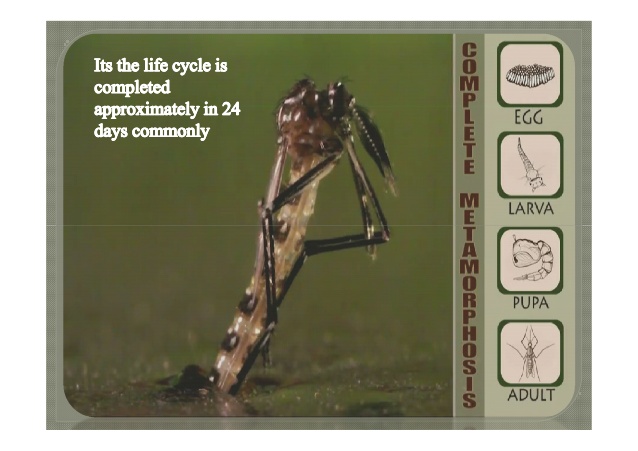 Its the life cycle is
completed
approximately in 24
days commonly
COMPLETE METAMORPHOSIS
EGG
LARVA
PUPA
ADULT